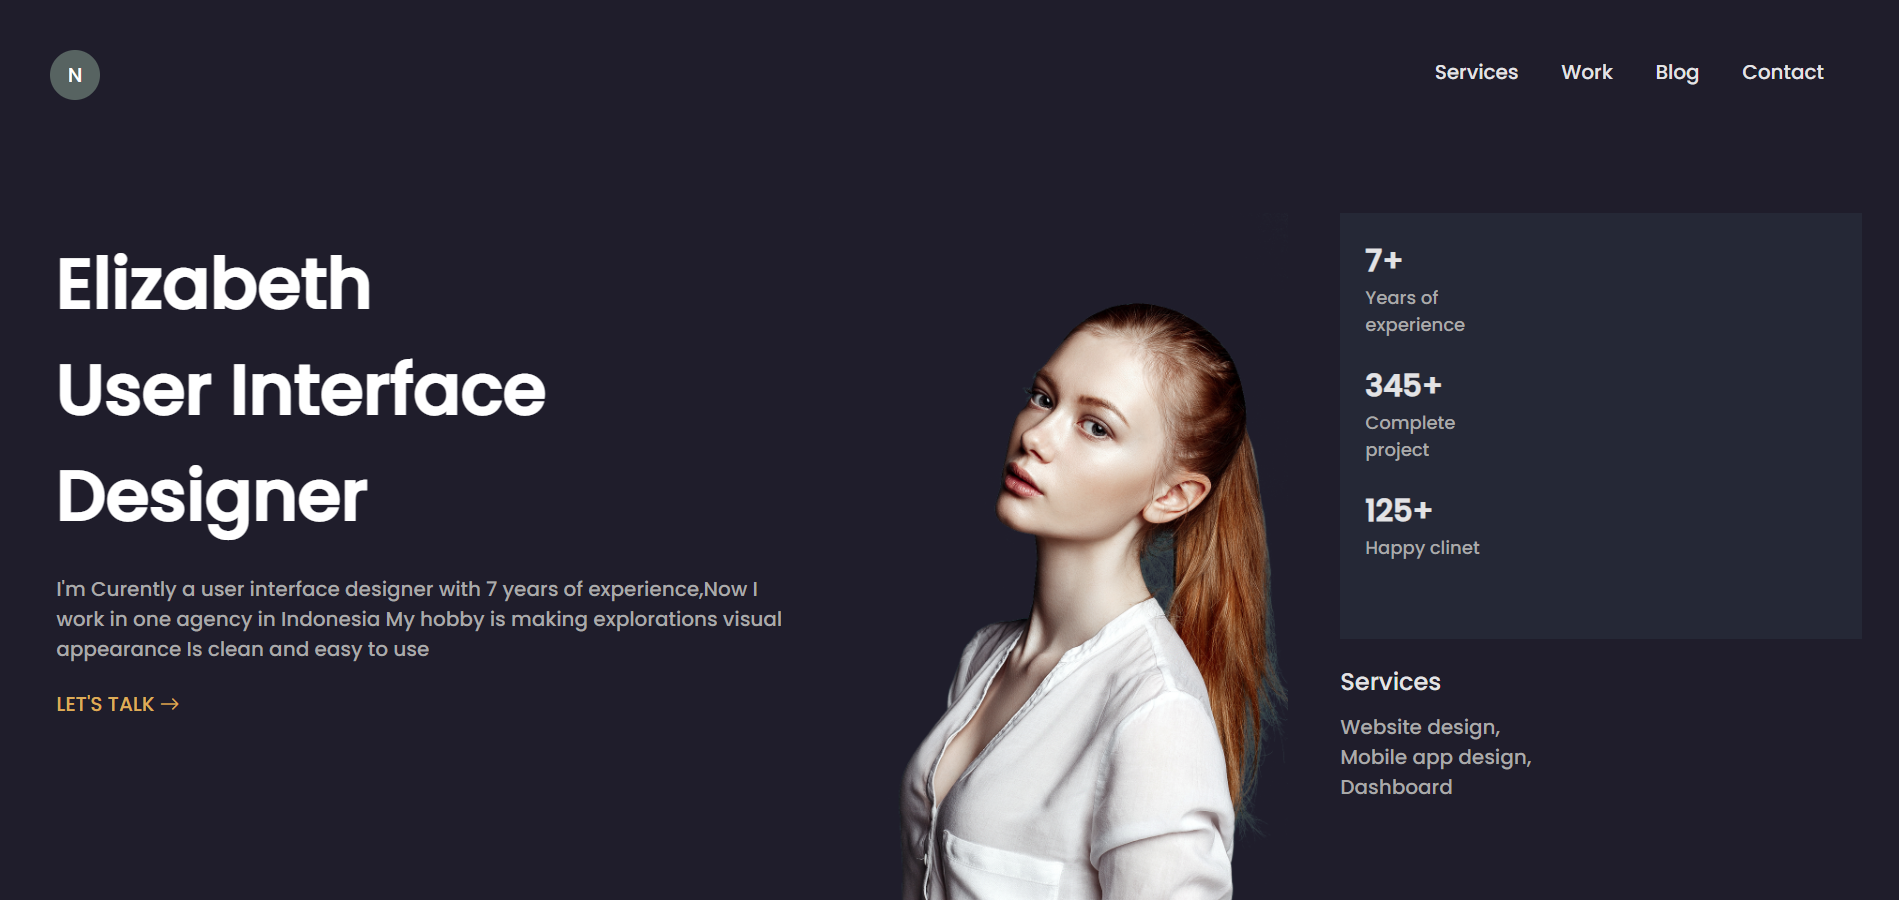 N
Services Work Blog Contact
Elizabeth
User Interface
Designer
I'm Curently a user interface designer with 7 years of experience,Now I
work in one agency in Indonesia My hobby is making explorations visual
appearance Is clean and easy to use
LET'S TALK →
7+
Years of
experience
345+
Complete
project
125+
Happy clinet
Services
Website design,
Mobile app design,
Dashboard